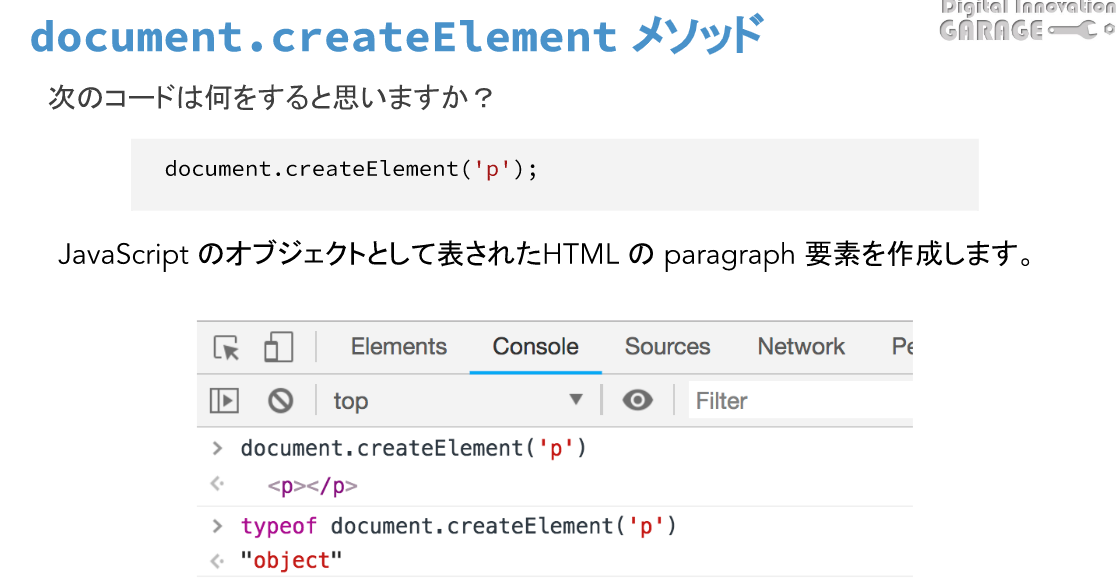 Digital Innovation
GARAGE
document.createElement メソッド
次のコードは何をすると思いますか？
document.createElement('p');
JavaScript のオブジェクトとして表されたHTML の paragraph 要素を作成します。
Elements Console Sources Network Pe
top ▼ Filter
> document.createElement('p')
<p></p>
> typeof document.createElement('p')
"object"